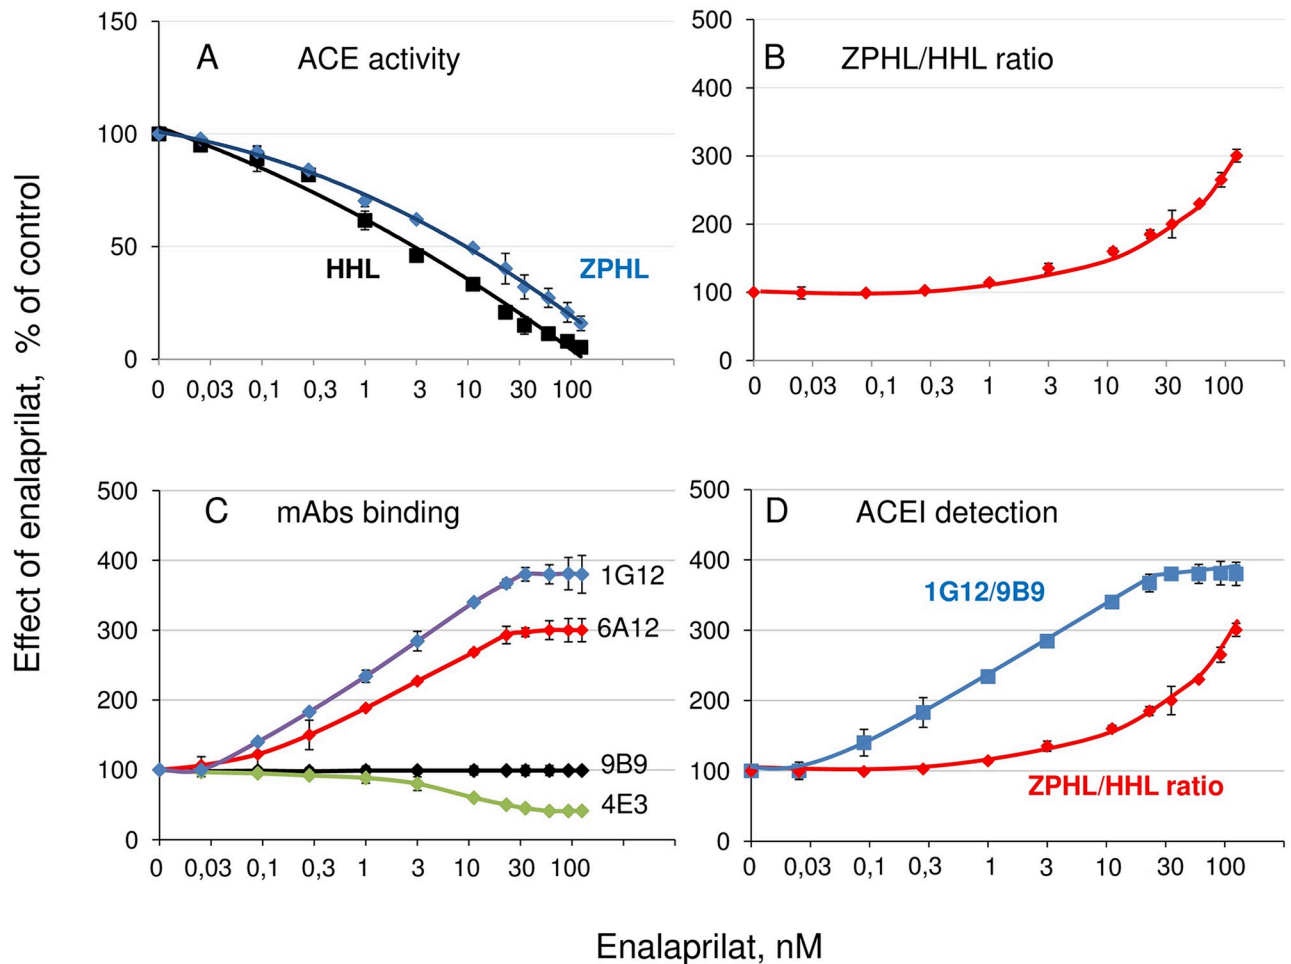 Effect of enalaprilat, % of control
A ACE activity
150
100
50
0
HHL
ZPHL
0 0,03 0,1 0,3 1 3 10 30 100
B ZPHL/HHL ratio
500
400
300
200
100
0
0 0,03 0,1 0,3 1 3 10 30 100
C mAbs binding
500
400
300
200
100
0
1G12
6A12
9B9
4E3
0 0,03 0,1 0,3 1 3 10 30 100
D ACEI detection
500
400
300
200
100
0
1G12/9B9
ZPHL/HHL ratio
0 0,03 0,1 0,3 1 3 10 30 100
Enalaprilat, nM